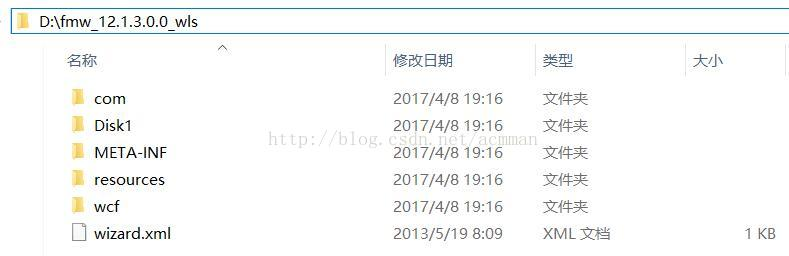 D:\fmw_12.1.3.0.0_wls
名称 修改日期 类型 大小
com 2017/4/8 19:16 文件夹
Disk1 2017/4/8 19:16 文件夹
http://blog.csdn.net/acmman
META-INF 2017/4/8 19:16 文件夹
resources 2017/4/8 19:16 文件夹
wcf 2017/4/8 19:16 文件夹
wizard.xml 2013/5/19 8:09 XML 文档 1 KB